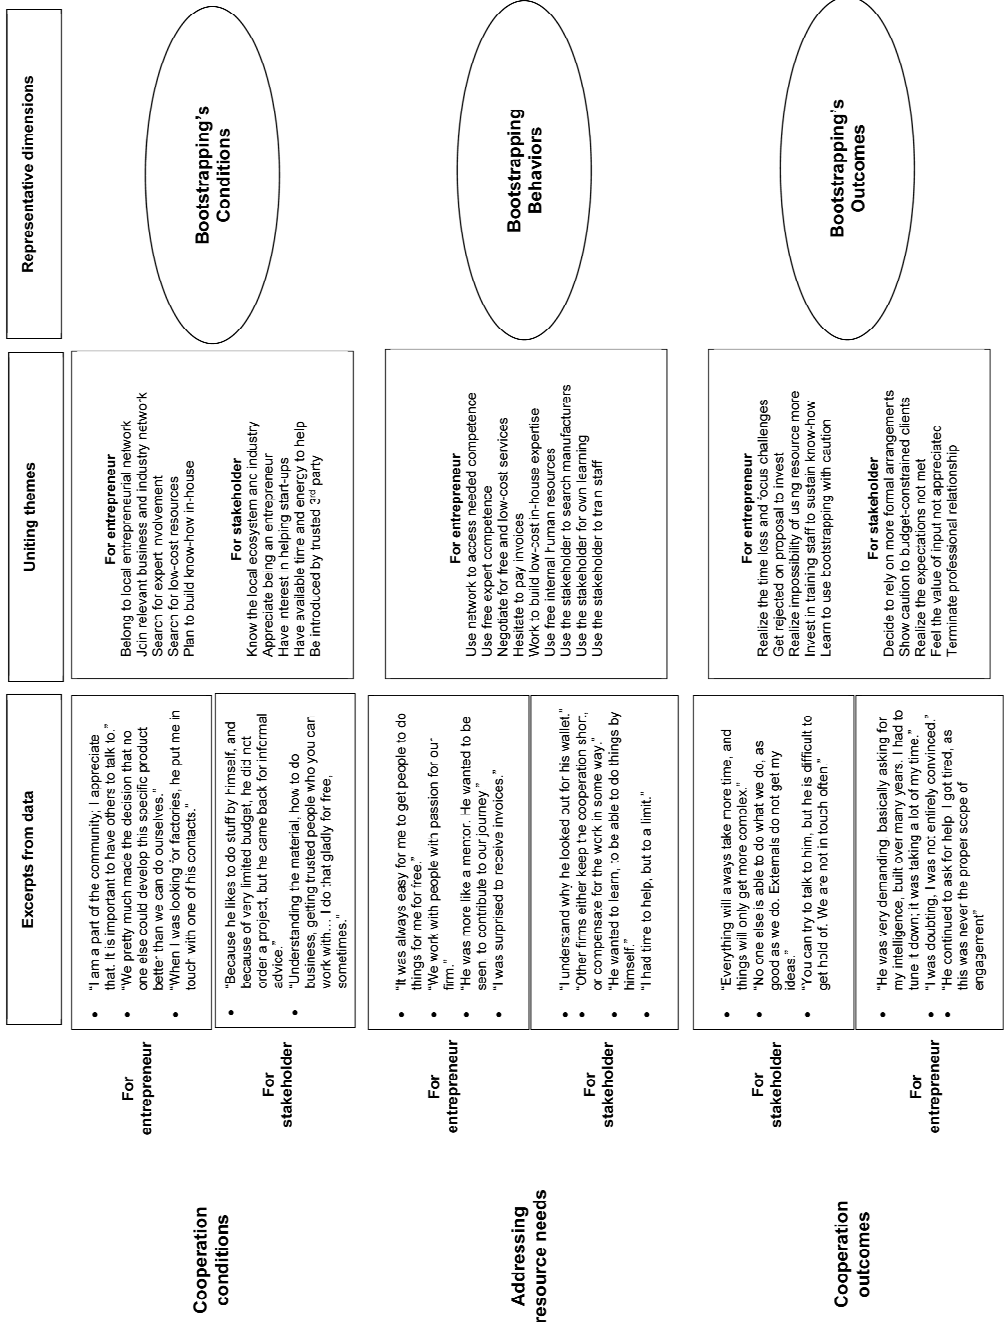 Excerpts from data
Uniting themes
Representative dimensions
Cooperation
conditions
For
entrepreneur
• "I am a part of the community, I appreciate
that. It is important to have others to talk to."
• "We pretty much made the decision that no
one else could develop this specific product
better than we can do ourselves."
• "When I was looking for factories, he put me in
touch with one of his contacts."
For
stakeholder
• "Because he likes to do stuff by himself, and
because of very limited budget, he did not
order a project, but he came back for informal
advice."
• "Understanding the material, how to do
business, getting trusted people who you can
work with... I do that gladly for free,
sometimes."
For entrepreneur
Belong to local entrepreneurial network
Join relevant business and industry network
Search for expert involvement
Search for low-cost resources
Plan to build know-how in-house
For stakeholder
Know the local ecosystem and industry
Appreciate being an entrepreneur
Have interest in helping start-ups
Have available time and energy to help
Be introduced by trusted 3rd party
Bootstrapping's
Conditions
Addressing
resource needs
For
entrepreneur
• "It was always easy for me to get people to do
things for me for free."
• "We work with people with passion for our
firm."
• "He was more like a mentor. He wanted to be
seen, to contribute to our journey."
• "I was surprised to receive invoices."
For
stakeholder
• "I understand why he looked out for his wallet."
• "Other firms either keep the cooperation short,
or compensate for the work in some way."
• "He wanted to learn, to be able to do things by
himself."
• "I had time to help, but to a limit."
For entrepreneur
Use network to access needed competence
Use free expert competence
Negotiate for free and low-cost services
Hesitate to pay invoices
Work to build low-cost in-house expertise
Use free internal human resources
Use the stakeholder to search manufacturers
Use the stakeholder for own learning
Use the stakeholder to train staff
Bootstrapping
Behaviors
Cooperation
outcomes
For
stakeholder
• "Everything will always take more time, and
things will only get more complex."
• "No one else is able to do what we do, as
good as we do. Externals do not get my
ideas."
• "You can try to talk to him, but he is difficult to
get hold of. We are not in touch often."
For
entrepreneur
• "He was very demanding basically asking for
my intelligence, built over many years. I had to
tune it down; it was taking a lot of my time."
• "I was doubting, I was not entirely convinced."
• "He continued to ask for help. I got tired, as
this was never the proper scope of
engagement"
For entrepreneur
Realize the time loss and focus challenges
Get rejected on proposal to invest
Realize impossibility of using resource more
Invest in training staff to sustain know-how
Learn to use bootstrapping with caution
For stakeholder
Decide to rely on more formal arrangements
Show caution to budget-constrained clients
Realize the expectations not met
Feel the value of input not appreciated
Terminate professional relationship
Bootstrapping's
Outcomes